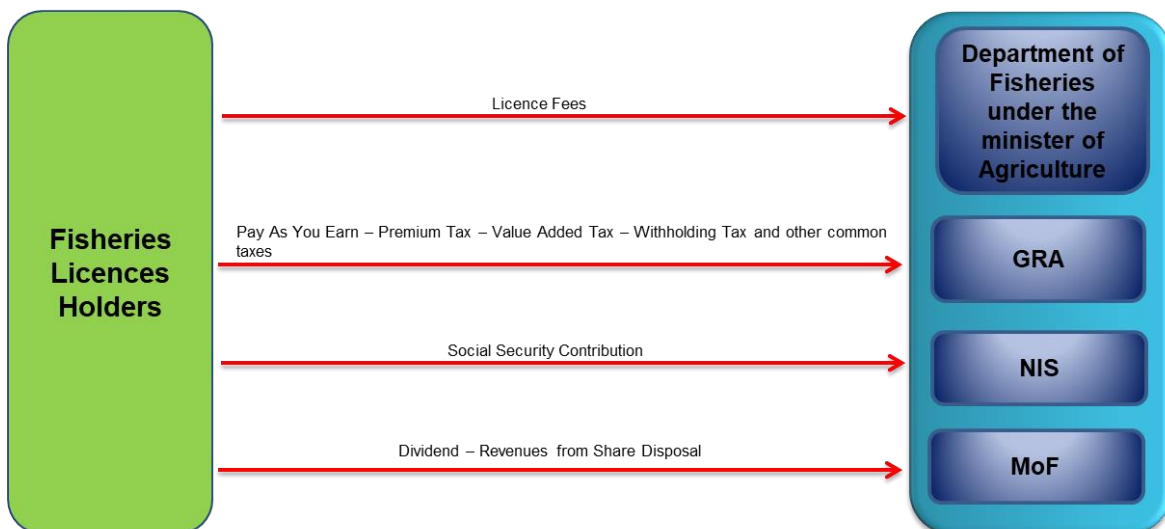 Fisheries
Licences
Holders
Licence Fees
Pay As You Earn – Premium Tax – Value Added Tax – Withholding Tax and other common
taxes
Social Security Contribution
Dividend – Revenues from Share Disposal
Department of
Fisheries
under the
minister of
Agriculture
GRA
NIS
MoF